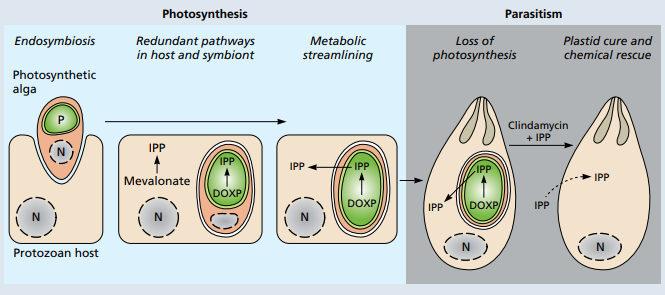 Photosynthesis
Parasitism
Endosymbiosis
Redundant pathways
in host and symbiont
Metabolic
streamlining
Loss of
photosynthesis
Plastid cure and
chemical rescue
Photosynthetic
alga
P
N
N
Protozoan host
IPP
Mevalonate
N
IPP
DOXP
IPP
IPP
DOXP
N
IPP
DOXP
IPP
N
Clindamycin
+ IPP
IPP
IPP
N